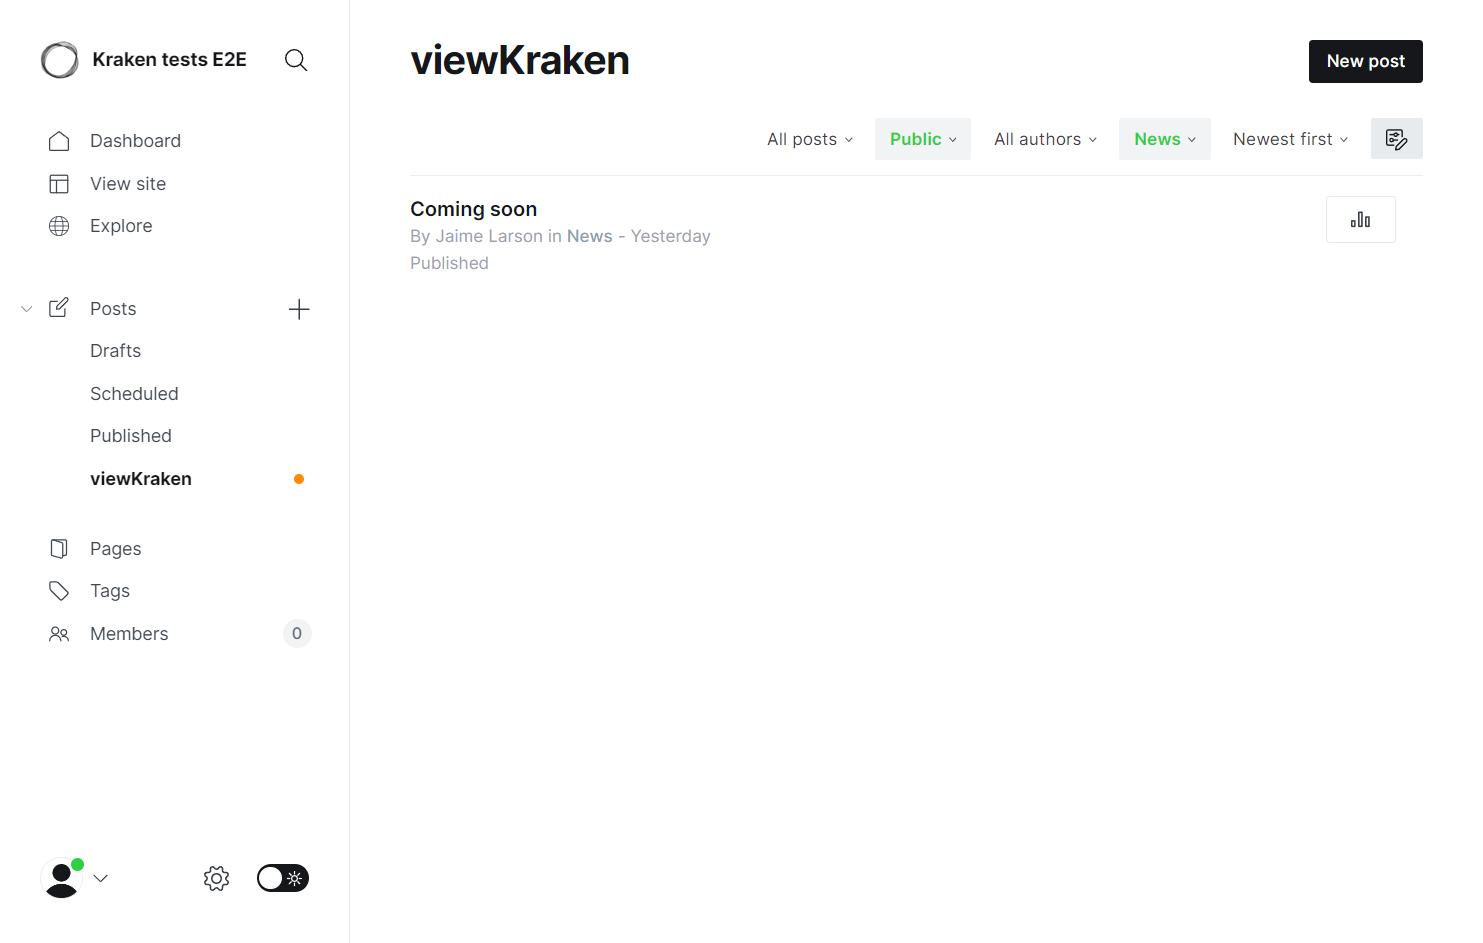 Kraken tests E2E
Dashboard
View site
Explore
Posts
Drafts
Scheduled
Published
viewKraken
Pages
Tags
Members 0
viewKraken
New post
All posts Public All authors News Newest first
Coming soon
By Jaime Larson in News - Yesterday
Published